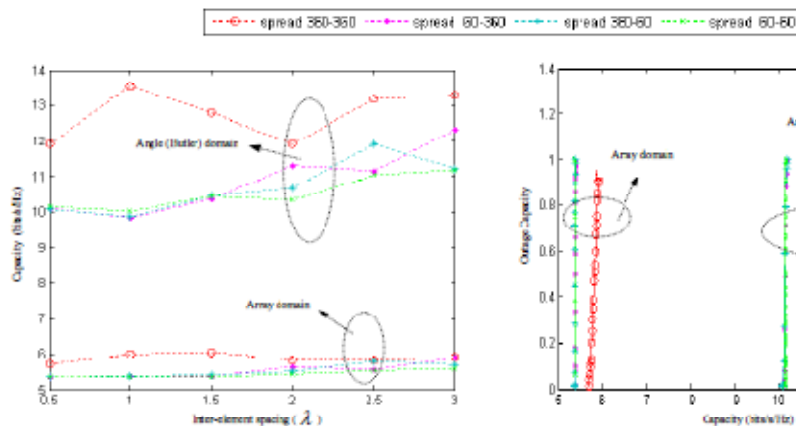 spread 360-360 spread 60-360 spread 360-60 spread 60-60
14
13
12
11
10
9
8
7
6
5
Capacity (bits/s/Hz)
Angle (Butler) domain
Array domain
0.5 1 1.5 2 2.5 3
Inter-element spacing ( λ )
1.4
1.2
1
0.8
0.6
0.4
0.2
0
Outage Capacity
Array domain
5 6 7 8 9 10
Capacity (bits/s/Hz)